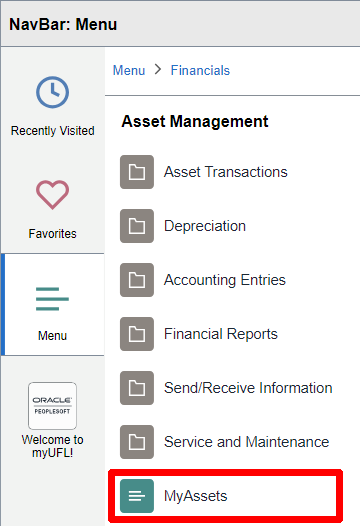 NavBar: Menu
Recently Visited
Favorites
Menu
ORACLE
PEOPLESOFT
Welcome to
myUFL!
Menu > Financials
Asset Management
Asset Transactions
Depreciation
Accounting Entries
Financial Reports
Send/Receive Information
Service and Maintenance
MyAssets